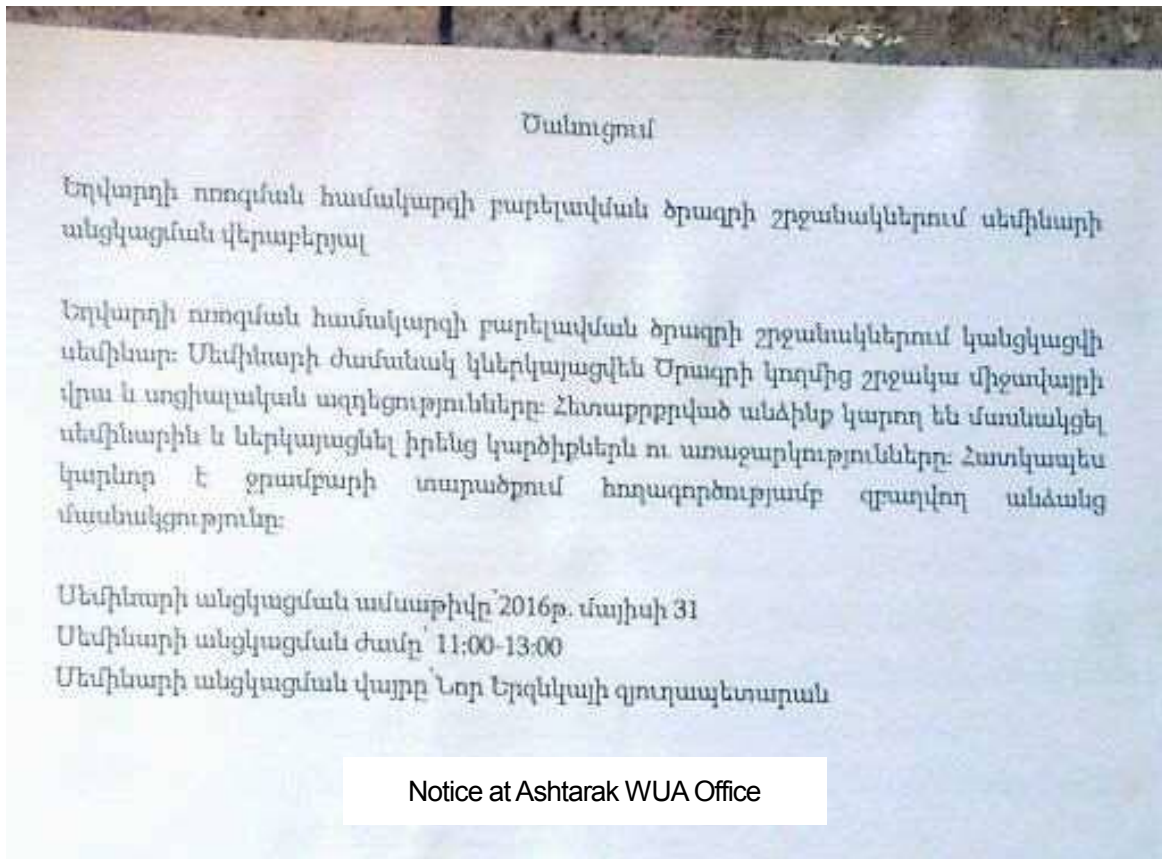 Ծանուցում
Եղվարդի ոռոգման համակարգի բարելավման ծրագրի շրջանակներում սեմինարի
անցկացման վերաբերյալ
Եղվարդի ոռոգման համակարգի բարելավման ծրագրի շրջանակներում կանցկացվի
սեմինար: Սեմինարի ժամանակ կներկայացվեն Ծրագրի կողմից շրջակա միջավայրի
վրա և սոցիալական ազդեցությունները: Հետաքրքրված անձինք կարող են մասնակցել
սեմինարին և ներկայացնել իրենց կարծիքներն ու առաջարկությունները: Հատկապես
կարևոր է ջրամբարի տարածքում հողագործությամբ զբաղվող անձանց
մասնակցությունը:
Սեմինարի անցկացման ամսաթիվը՝ 2016թ. մայիսի 31
Սեմինարի անցկացման ժամը՝ 11:00-13:00
Սեմինարի անցկացման վայրը՝ Նոր Երզնկայի գյուղապետարան
Notice at Ashtarak WUA Office